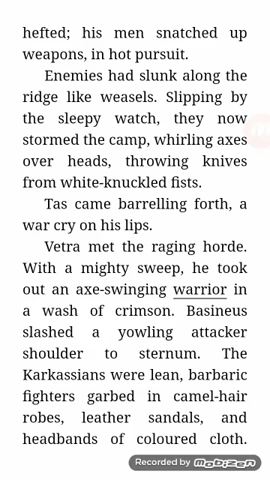 hefted; his men snatched up
weapons, in hot pursuit.
Enemies had slunk along the
ridge like weasels. Slipping by
the sleepy watch, they now
stormed the camp, whirling axes
over heads, throwing knives
from white-knuckled fists.
Tas came barrelling forth, a
war cry on his lips.
Vetra met the raging horde.
With a mighty sweep, he took
out an axe-swinging warrior in
a wash of crimson. Basineus
slashed a yowling attacker
shoulder to sternum. The
Karkassians were lean, barbaric
fighters garbed in camel-hair
robes, leather sandals, and
headbands of coloured cloth.
Recorded by mobizen